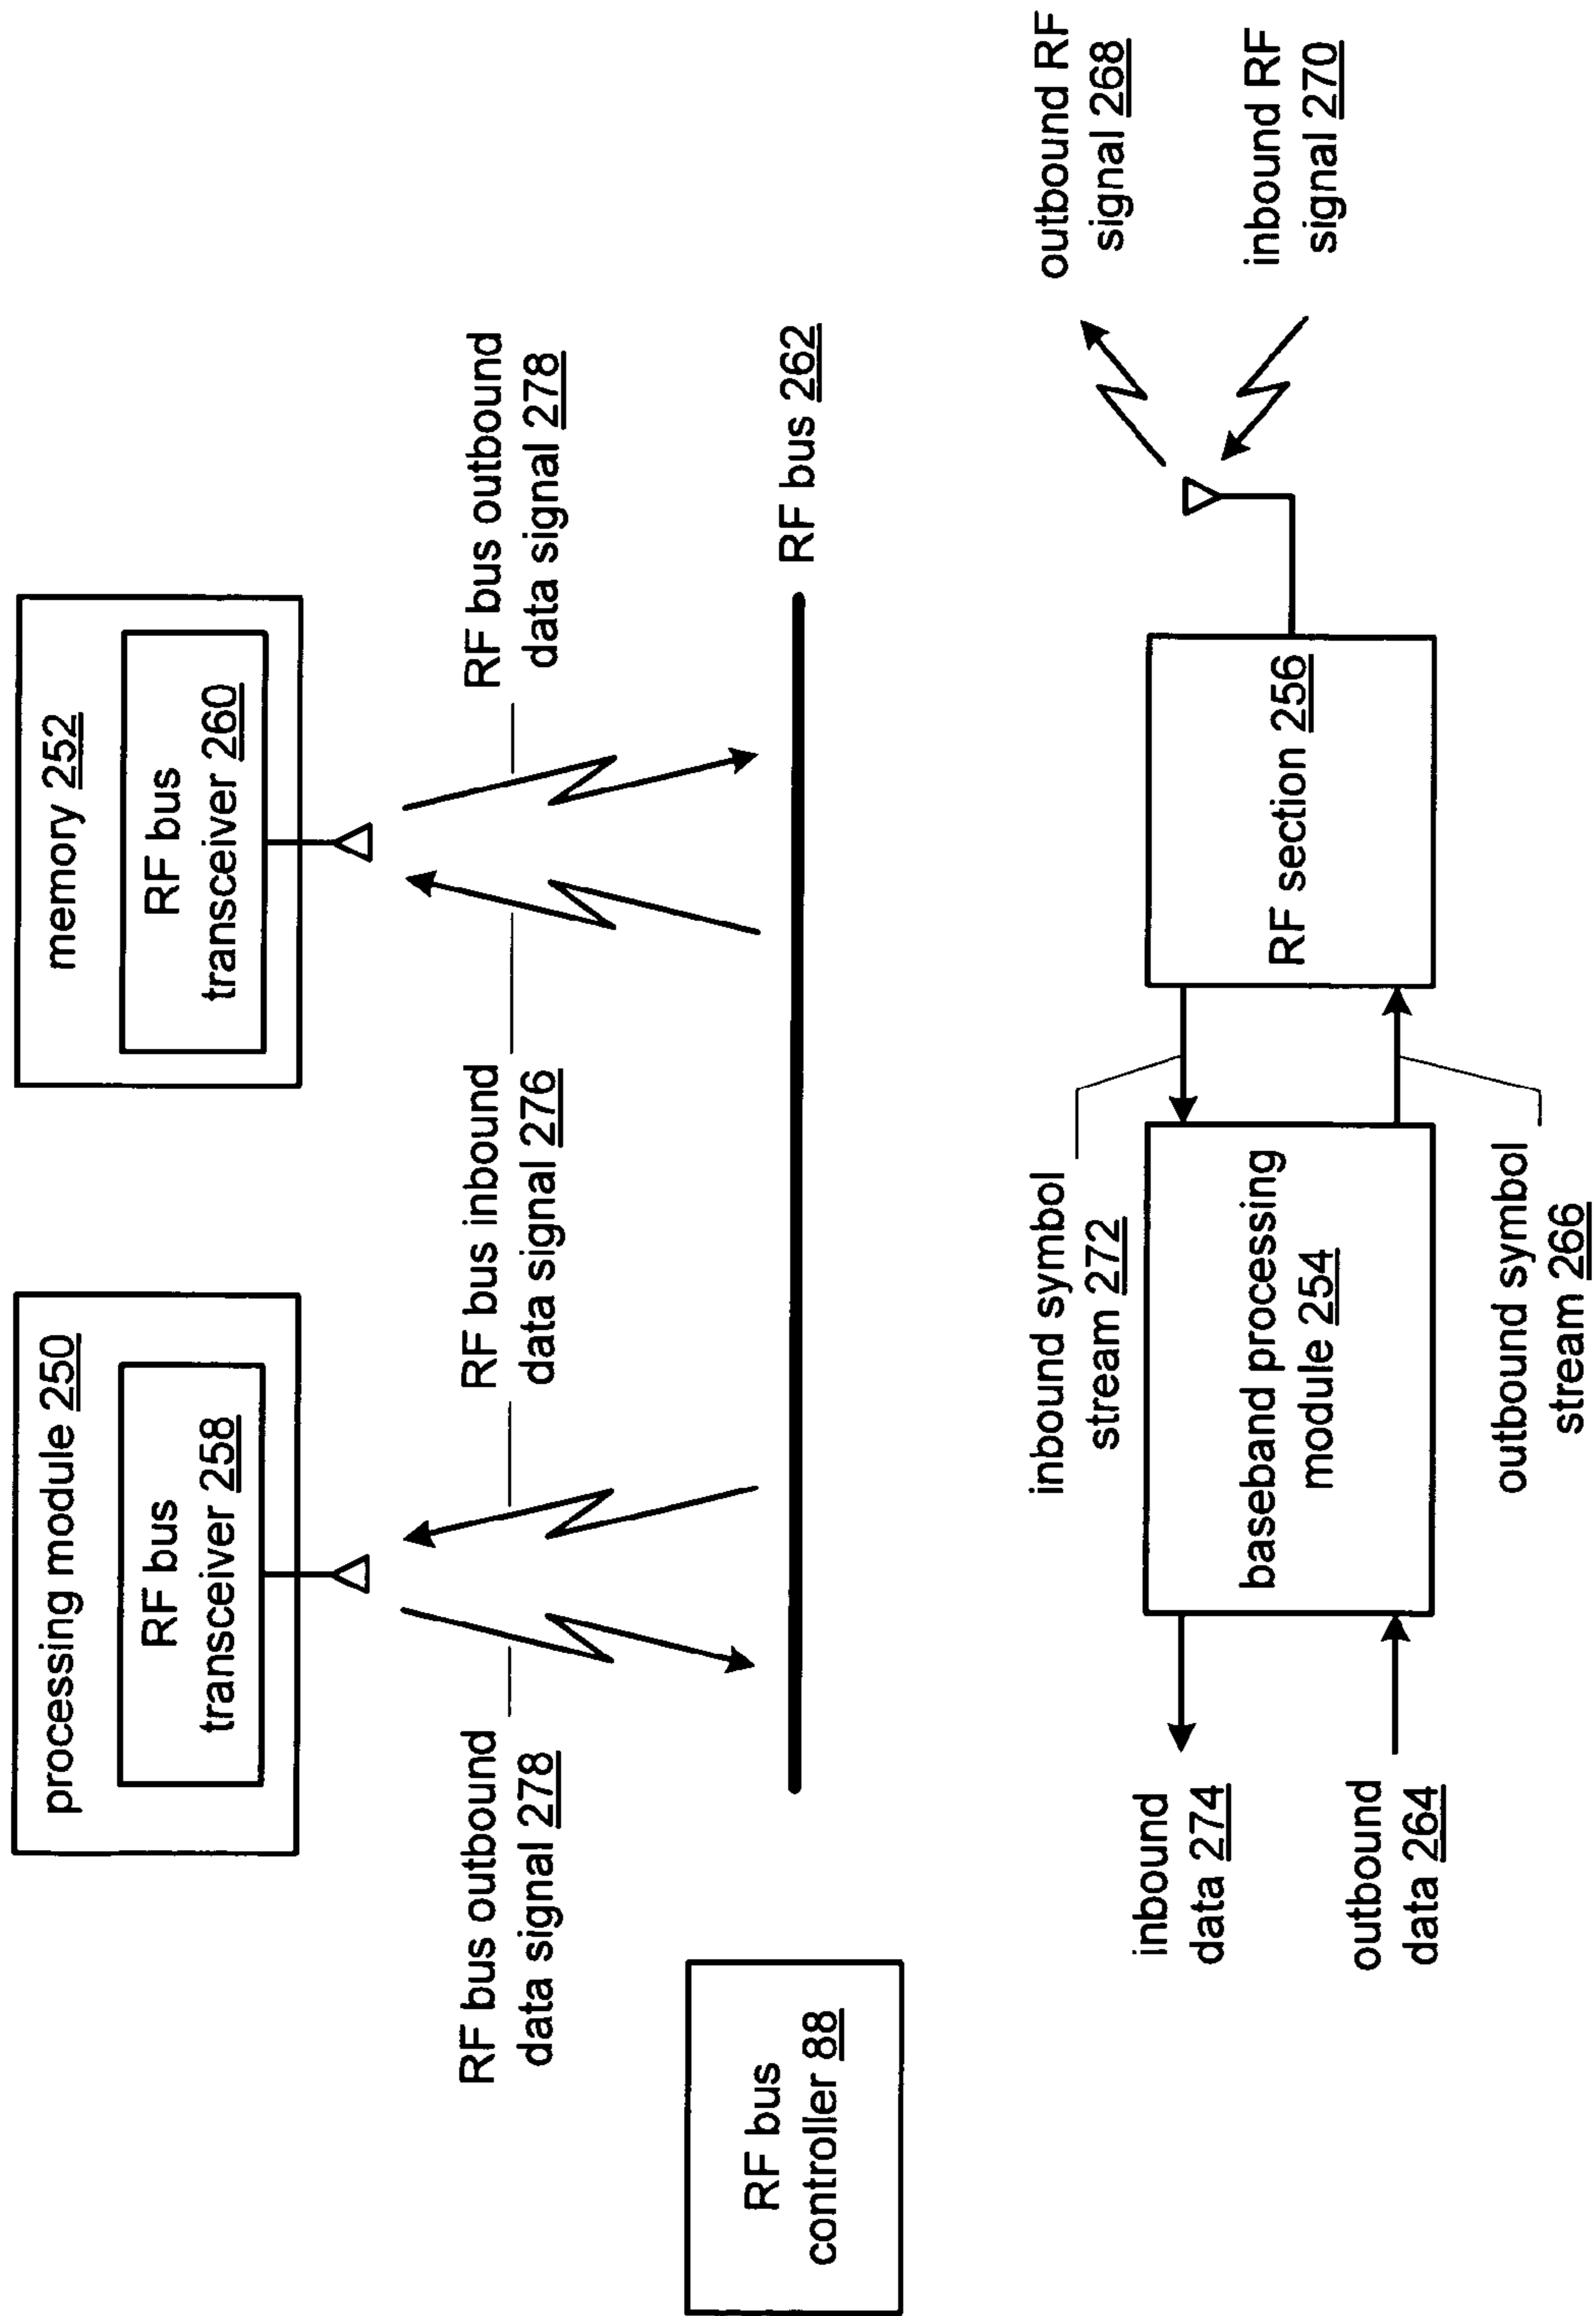 processing module 250
RF bus
transceiver 258
memory 252
RF bus
transceiver 260
RF bus outbound
data signal 278
RF bus inbound
data signal 276
RF bus outbound
data signal 278
RF bus
controller 88
RF bus 262
inbound symbol
stream 272
outbound RF
signal 268
inbound
data 274
baseband processing
module 254
RF section 256
inbound RF
signal 270
outbound
data 264
outbound symbol
stream 266